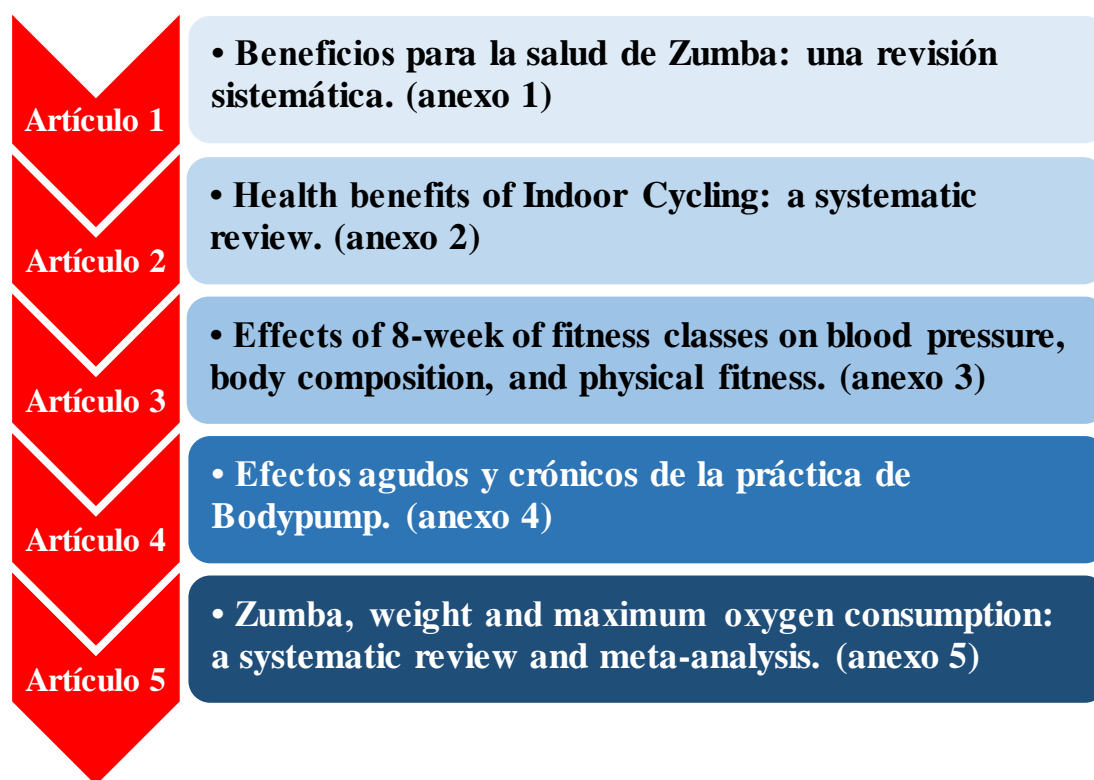 Artículo 1
• Beneficios para la salud de Zumba: una revisión
sistemática. (anexo 1)
Artículo 2
• Health benefits of Indoor Cycling: a systematic
review. (anexo 2)
Artículo 3
• Effects of 8-week of fitness classes on blood pressure,
body composition, and physical fitness. (anexo 3)
Artículo 4
• Efectos agudos y crónicos de la práctica de
Bodypump. (anexo 4)
Artículo 5
• Zumba, weight and maximum oxygen consumption:
a systematic review and meta-analysis. (anexo 5)